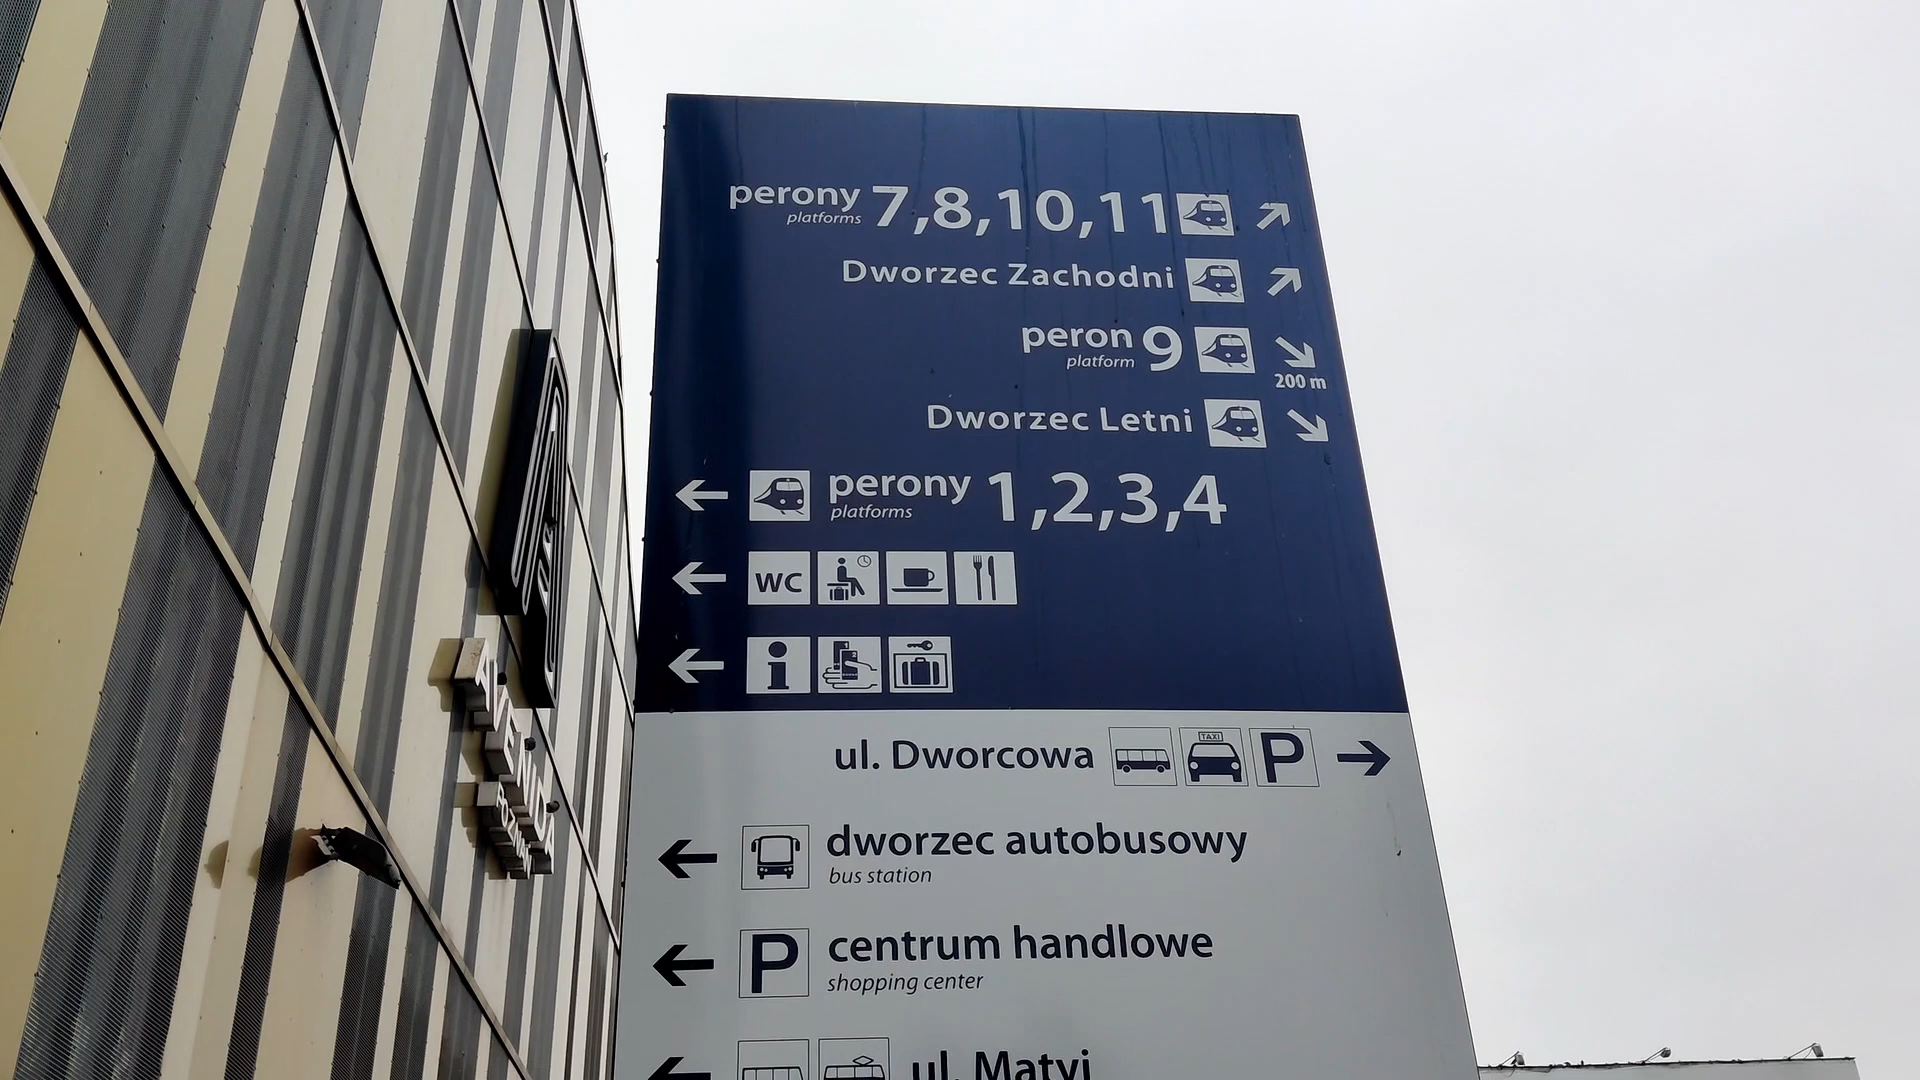 perony 7,8,10,11
platforms
Dworzec Zachodni
peron 9
platform
200 m
Dworzec Letni
perony 1,2,3,4
platforms
WC
i
ul. Dworcowa TAXI P
dworzec autobusowy
bus station
P centrum handlowe
shopping center
ul. Matyi
AVENIDA
POZNAŃ